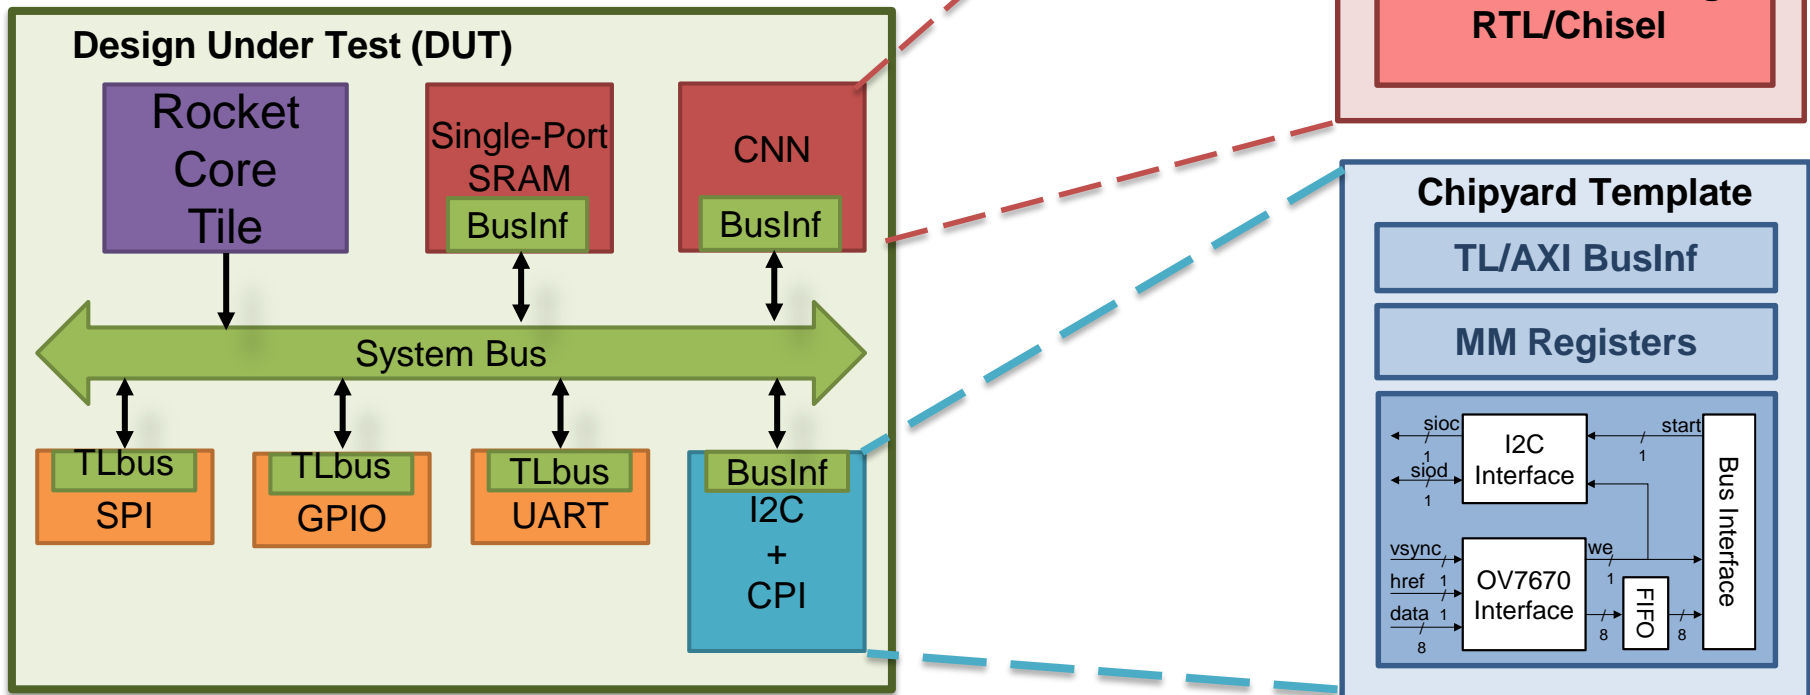 Design Under Test (DUT)
Rocket
Core
Tile
Single-Port
SRAM
BusInf
CNN
BusInf
System Bus
TLbus
SPI
TLbus
GPIO
TLbus
UART
BusInf
I2C
+
CPI
RTL/Chisel
Chipyard Template
TL/AXI BusInf
MM Registers
sioc
1
siod
1
I2C
Interface
start
1
Bus Interface
vsync
1
href
1
data
8
OV7670
Interface
we
1
8
FIFO
8